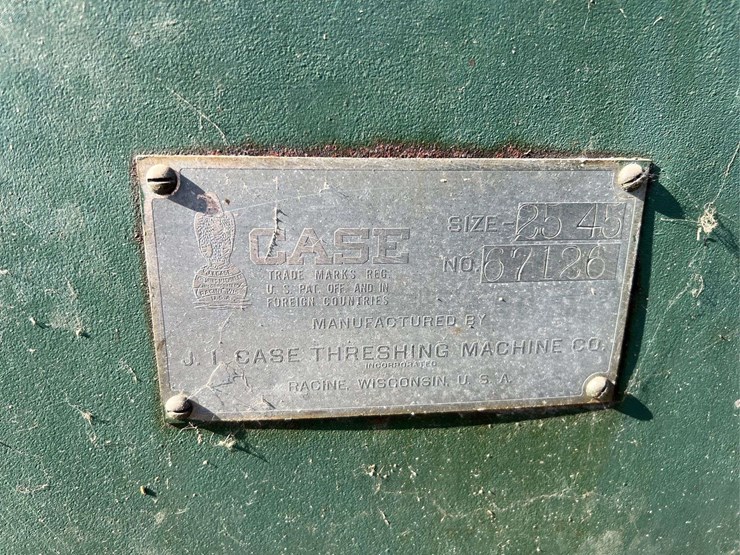 CASE
TRADE MARKS REG.
U. S. PAT. OFF. AND IN
FOREIGN COUNTRIES
SIZE- 25 45
NO. 67126
MANUFACTURED BY
J. I. CASE THRESHING MACHINE CO.
INCORPORATED
RACINE, WISCONSIN, U. S. A.